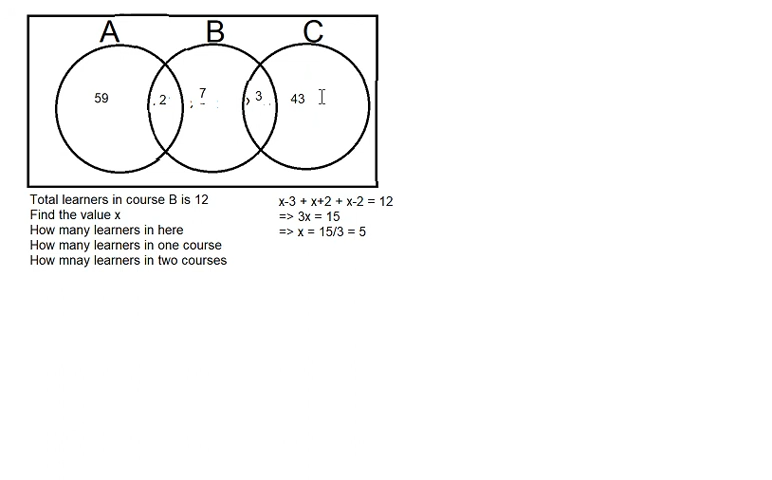 A B C
59 2 7 3 43
Total learners in course B is 12
Find the value x
How many learners in here
How many learners in one course
How mnay learners in two courses
x-3 + x+2 + x-2 = 12
=> 3x = 15
=> x = 15/3 = 5